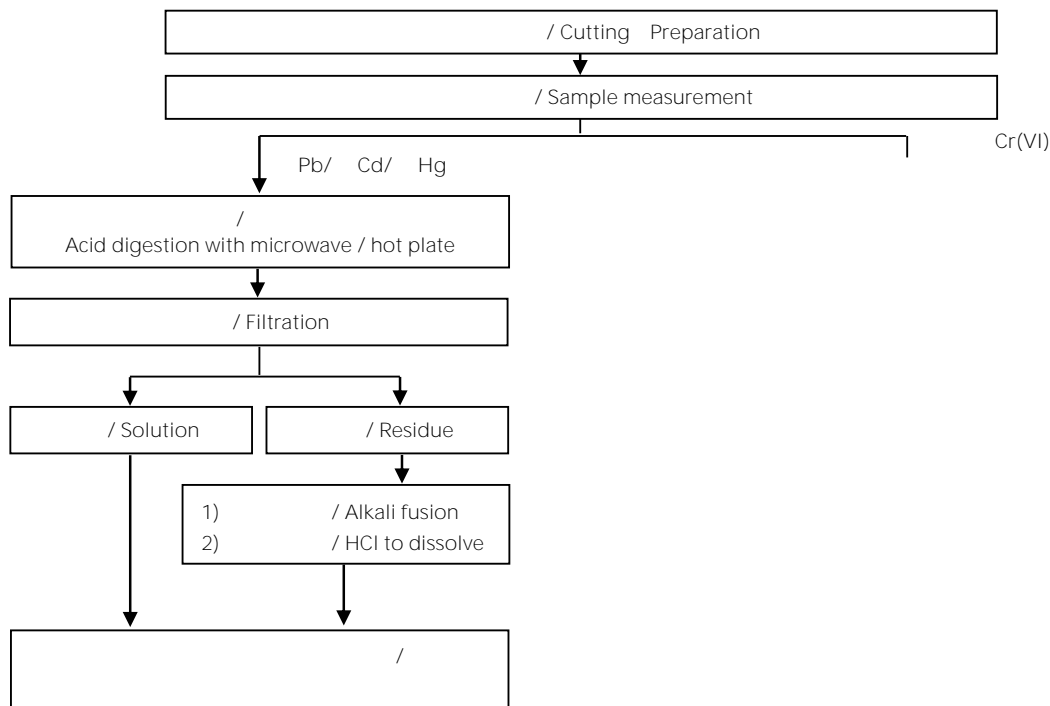 / Cutting Preparation
/ Sample measurement
Cr(VI)
Pb/ Cd/ Hg
/
Acid digestion with microwave / hot plate
/ Filtration
/ Solution
/ Residue
1) / Alkali fusion
2) / HCl to dissolve
/